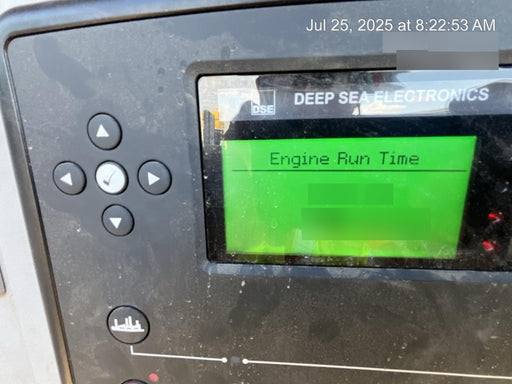 Jul 25, 2025 at 8:22:53 AM
DSE DEEP SEA ELECTRONICS
Engine Run Time